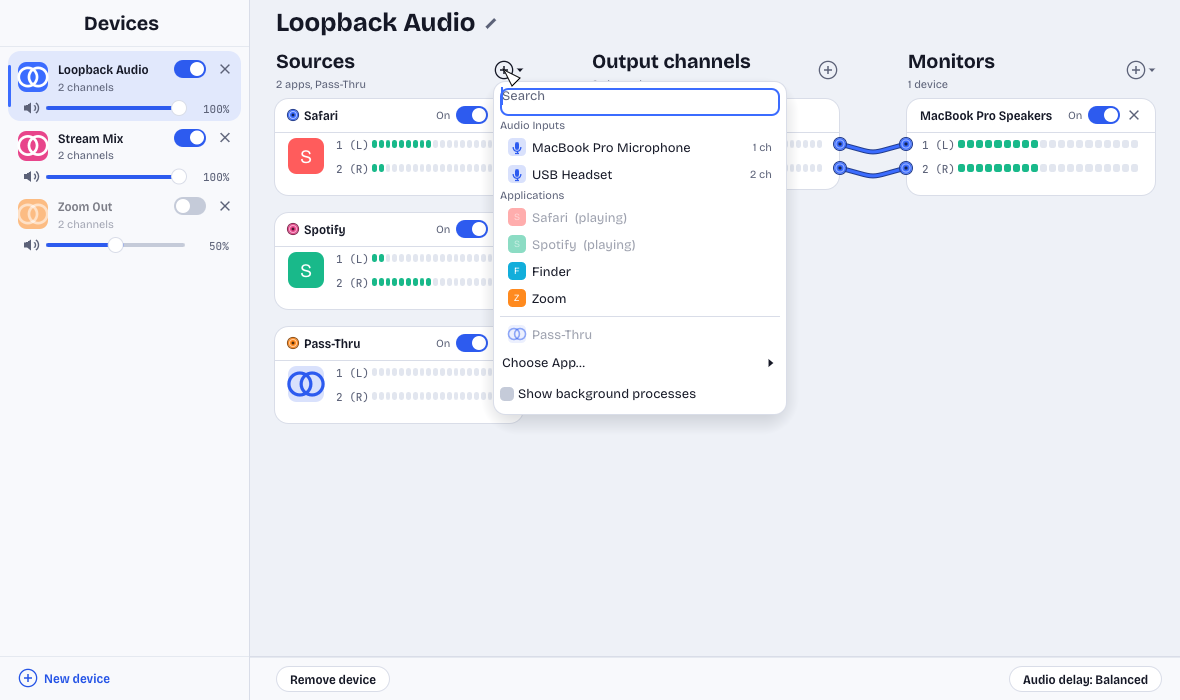 Devices
Loopback Audio
2 channels
100%
Stream Mix
2 channels
100%
Zoom Out
2 channels
50%
New device
Loopback Audio
Sources
2 apps, Pass-Thru
Output channels
Monitors
1 device
Safari
On
S
1 (L)
2 (R)
Spotify
On
S
1 (L)
2 (R)
Pass-Thru
On
1 (L)
2 (R)
Search
Audio Inputs
MacBook Pro Microphone 1 ch
USB Headset 2 ch
Applications
S Safari (playing)
S Spotify (playing)
F Finder
Z Zoom
Pass-Thru
Choose App...
Show background processes
MacBook Pro Speakers On
1 (L)
2 (R)
Remove device
Audio delay: Balanced